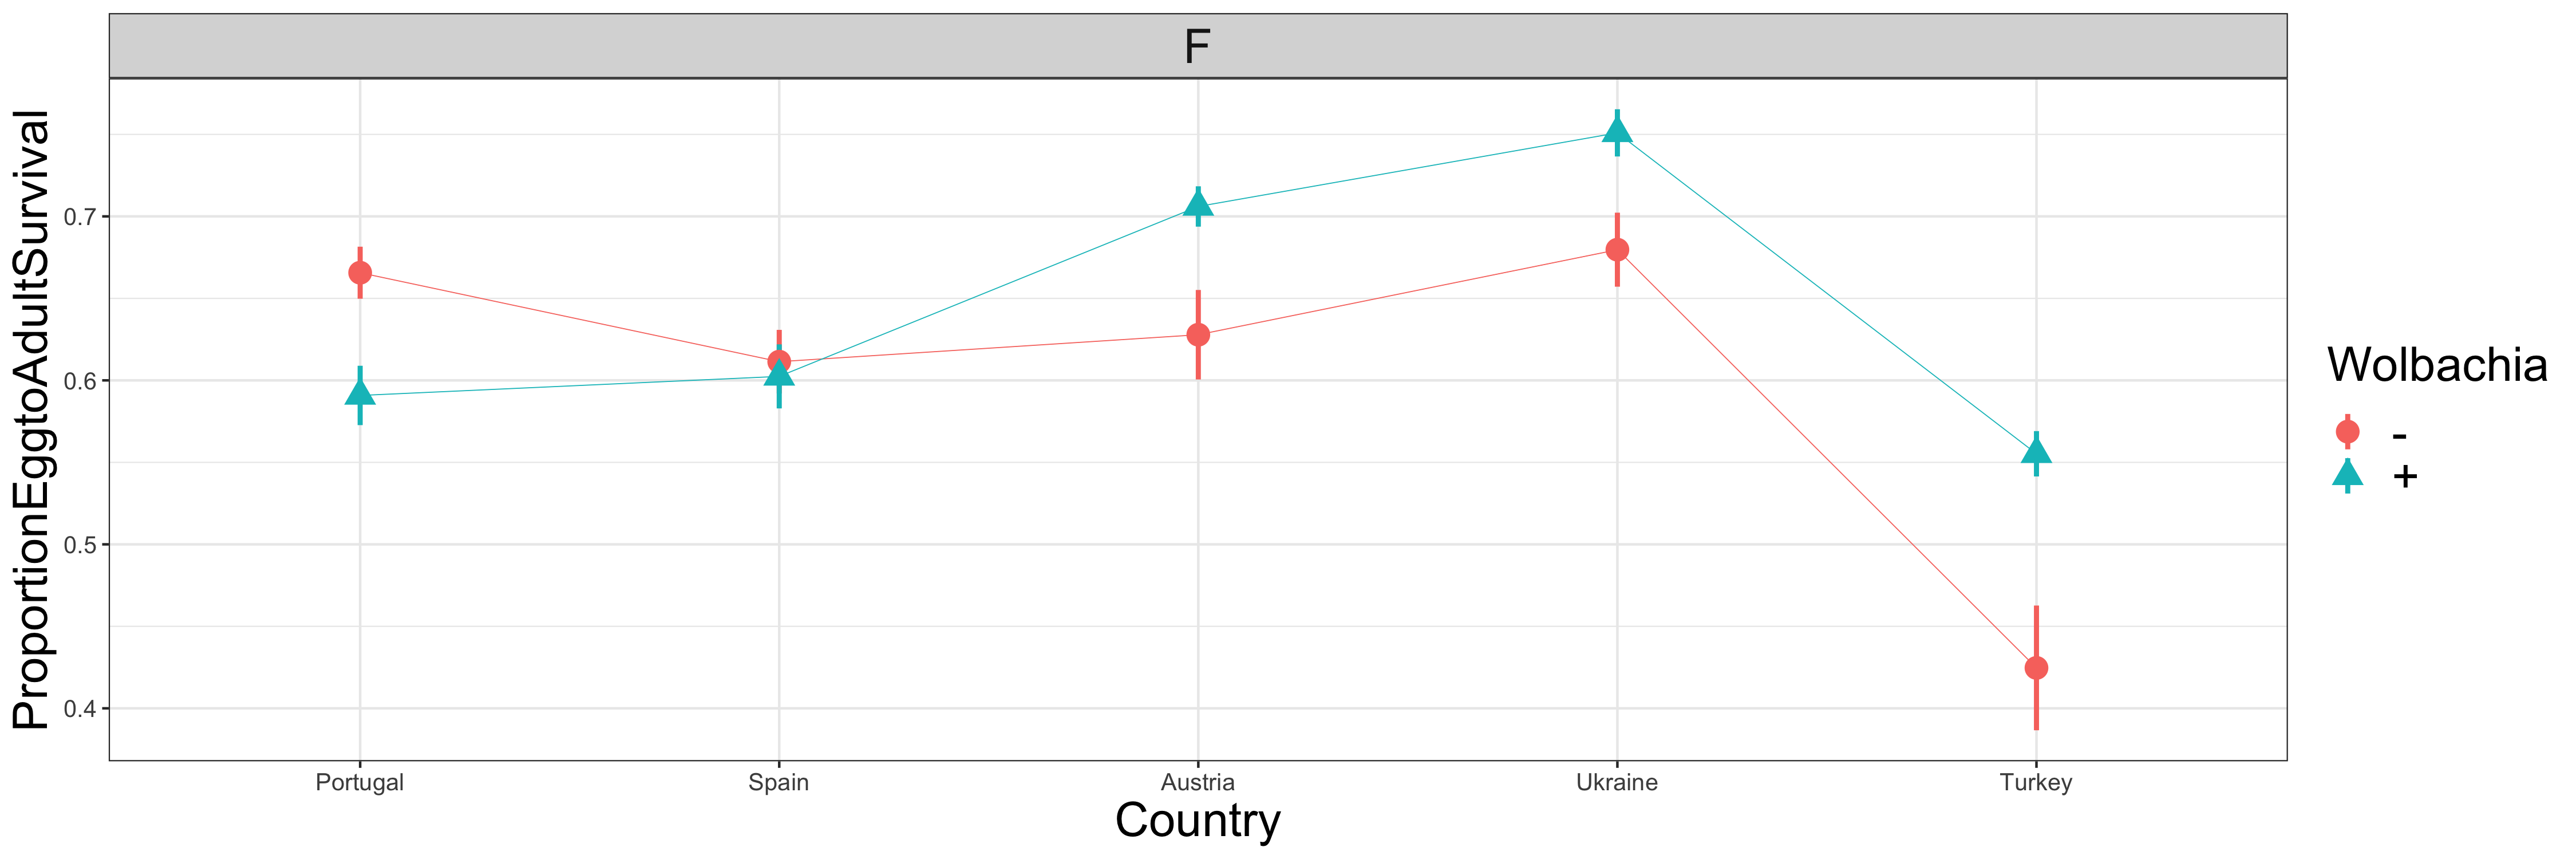 F
ProportionEggtoAdultSurvival
0.7
0.6
0.5
0.4
Portugal Spain Austria Ukraine Turkey
Country
Wolbachia
-
+